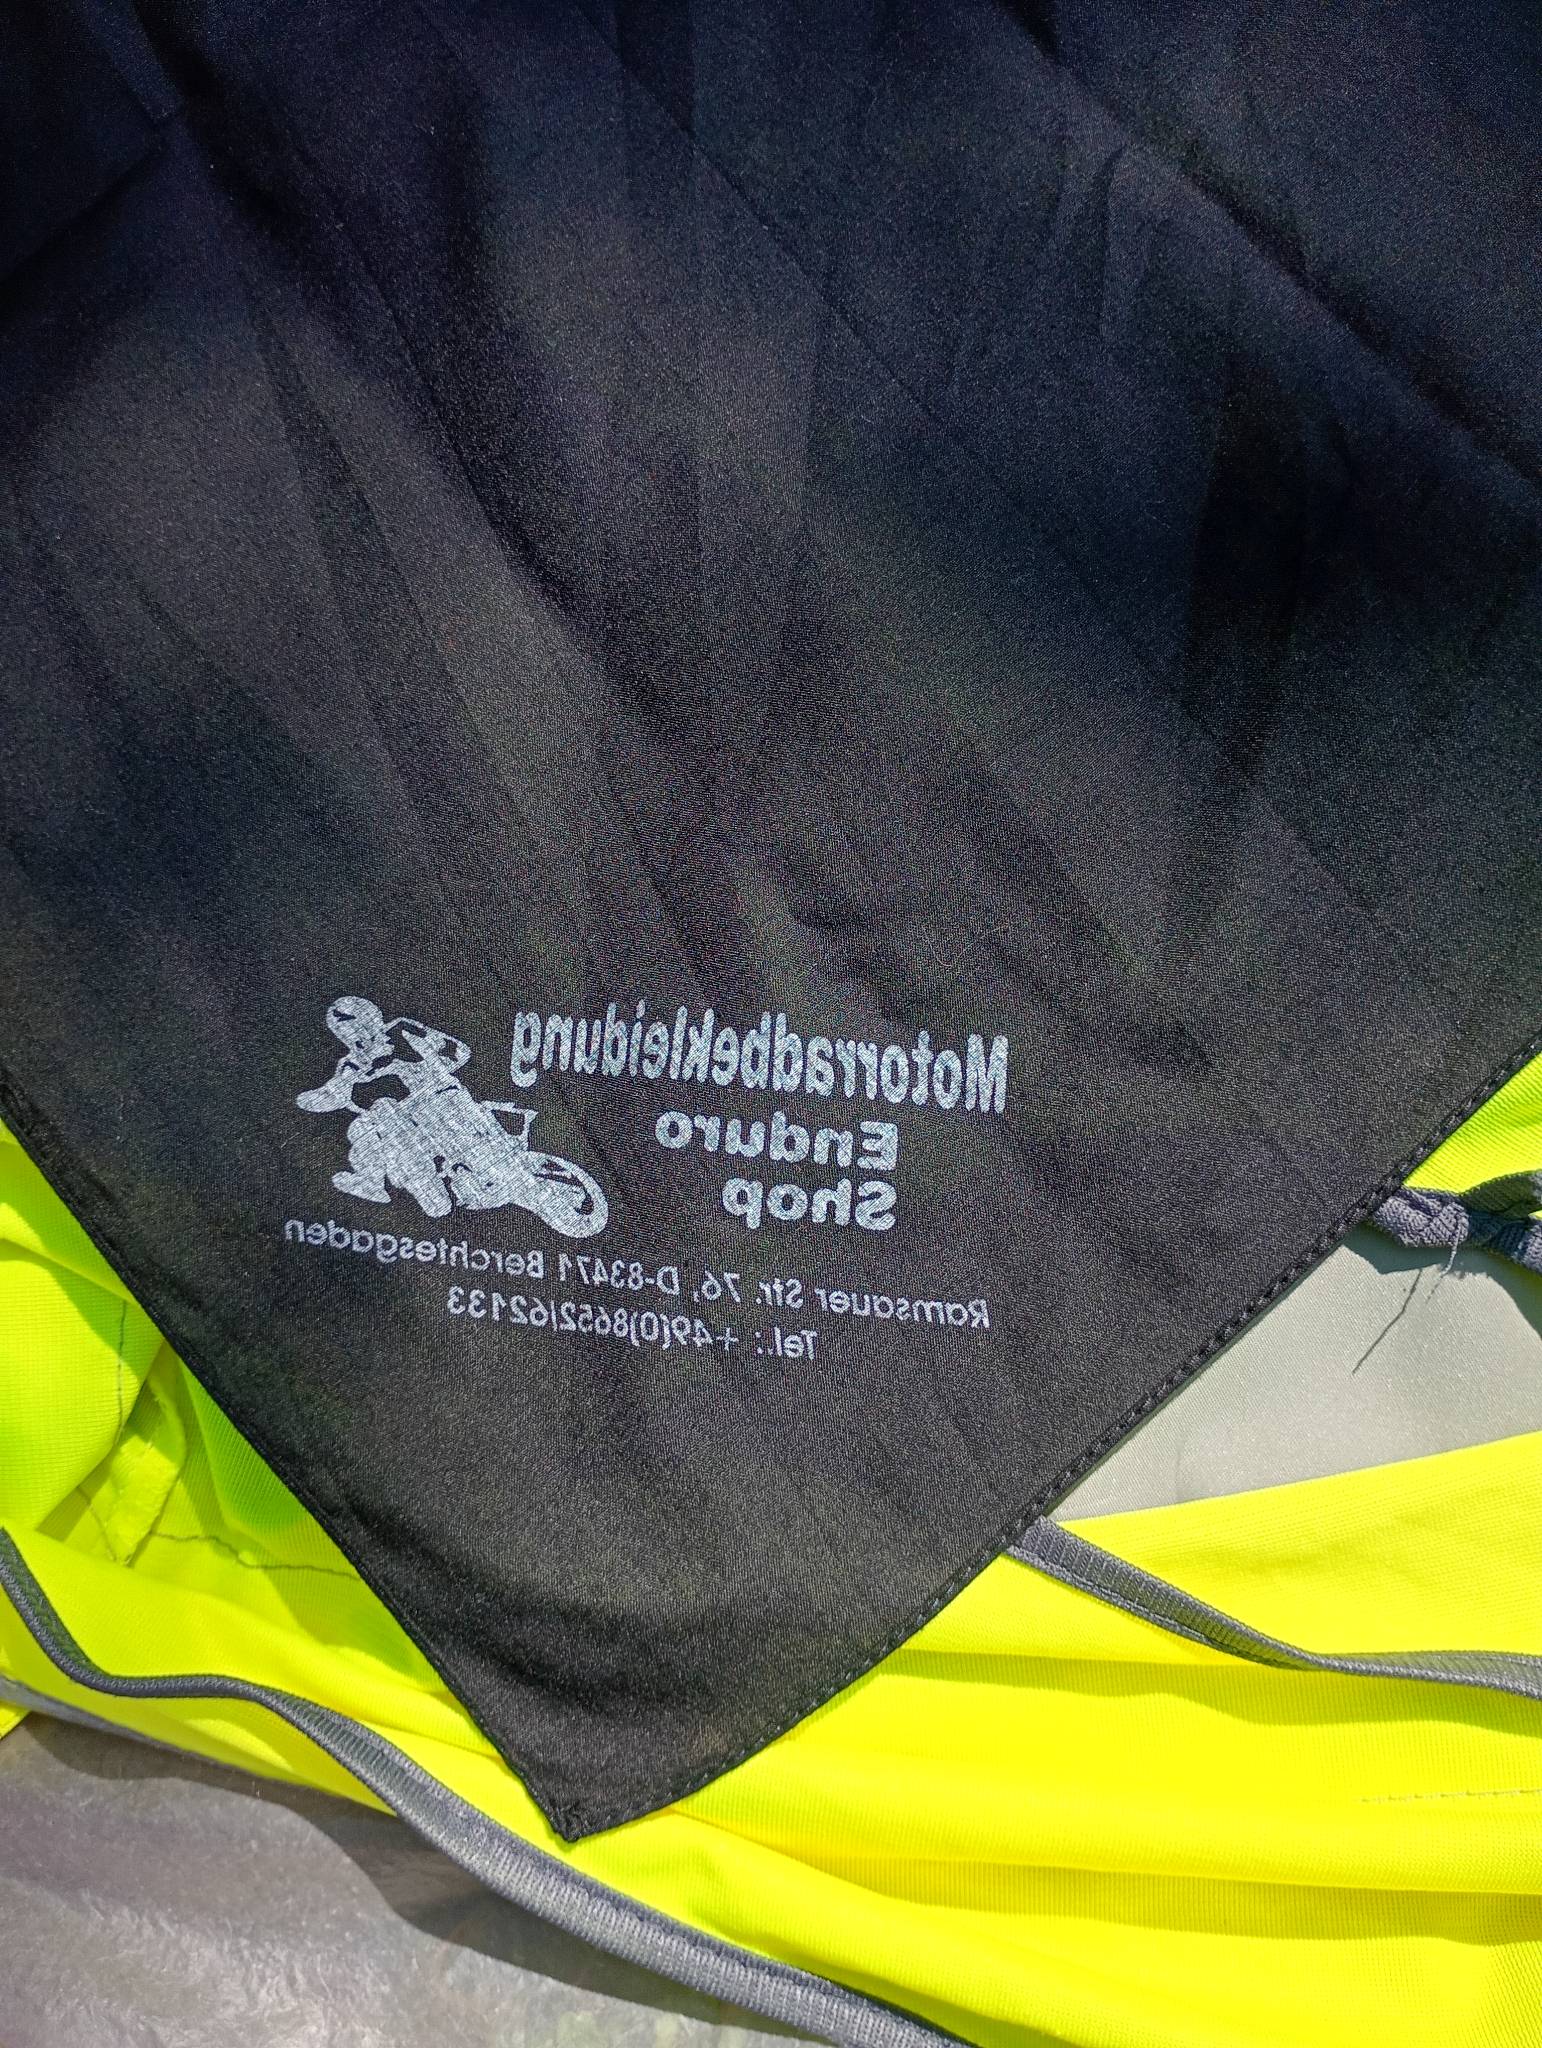 Motorradbekleidung
Enduro
Shop
Ramsauer Str. 76, D-83471 Berchtesgaden
Tel.: +49(0)8652/62133